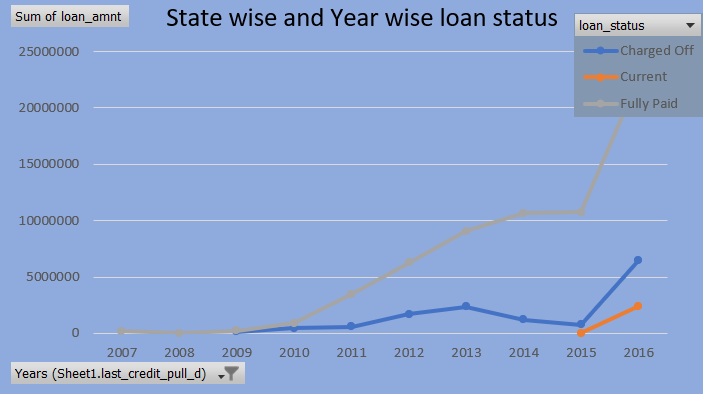 Sum of loan_amnt
State wise and Year wise loan status
loan_status
Charged Off
Current
Fully Paid
25000000
20000000
15000000
10000000
5000000
0
2007 2008 2009 2010 2011 2012 2013 2014 2015 2016
Years (Sheet1.last_credit_pull_d)